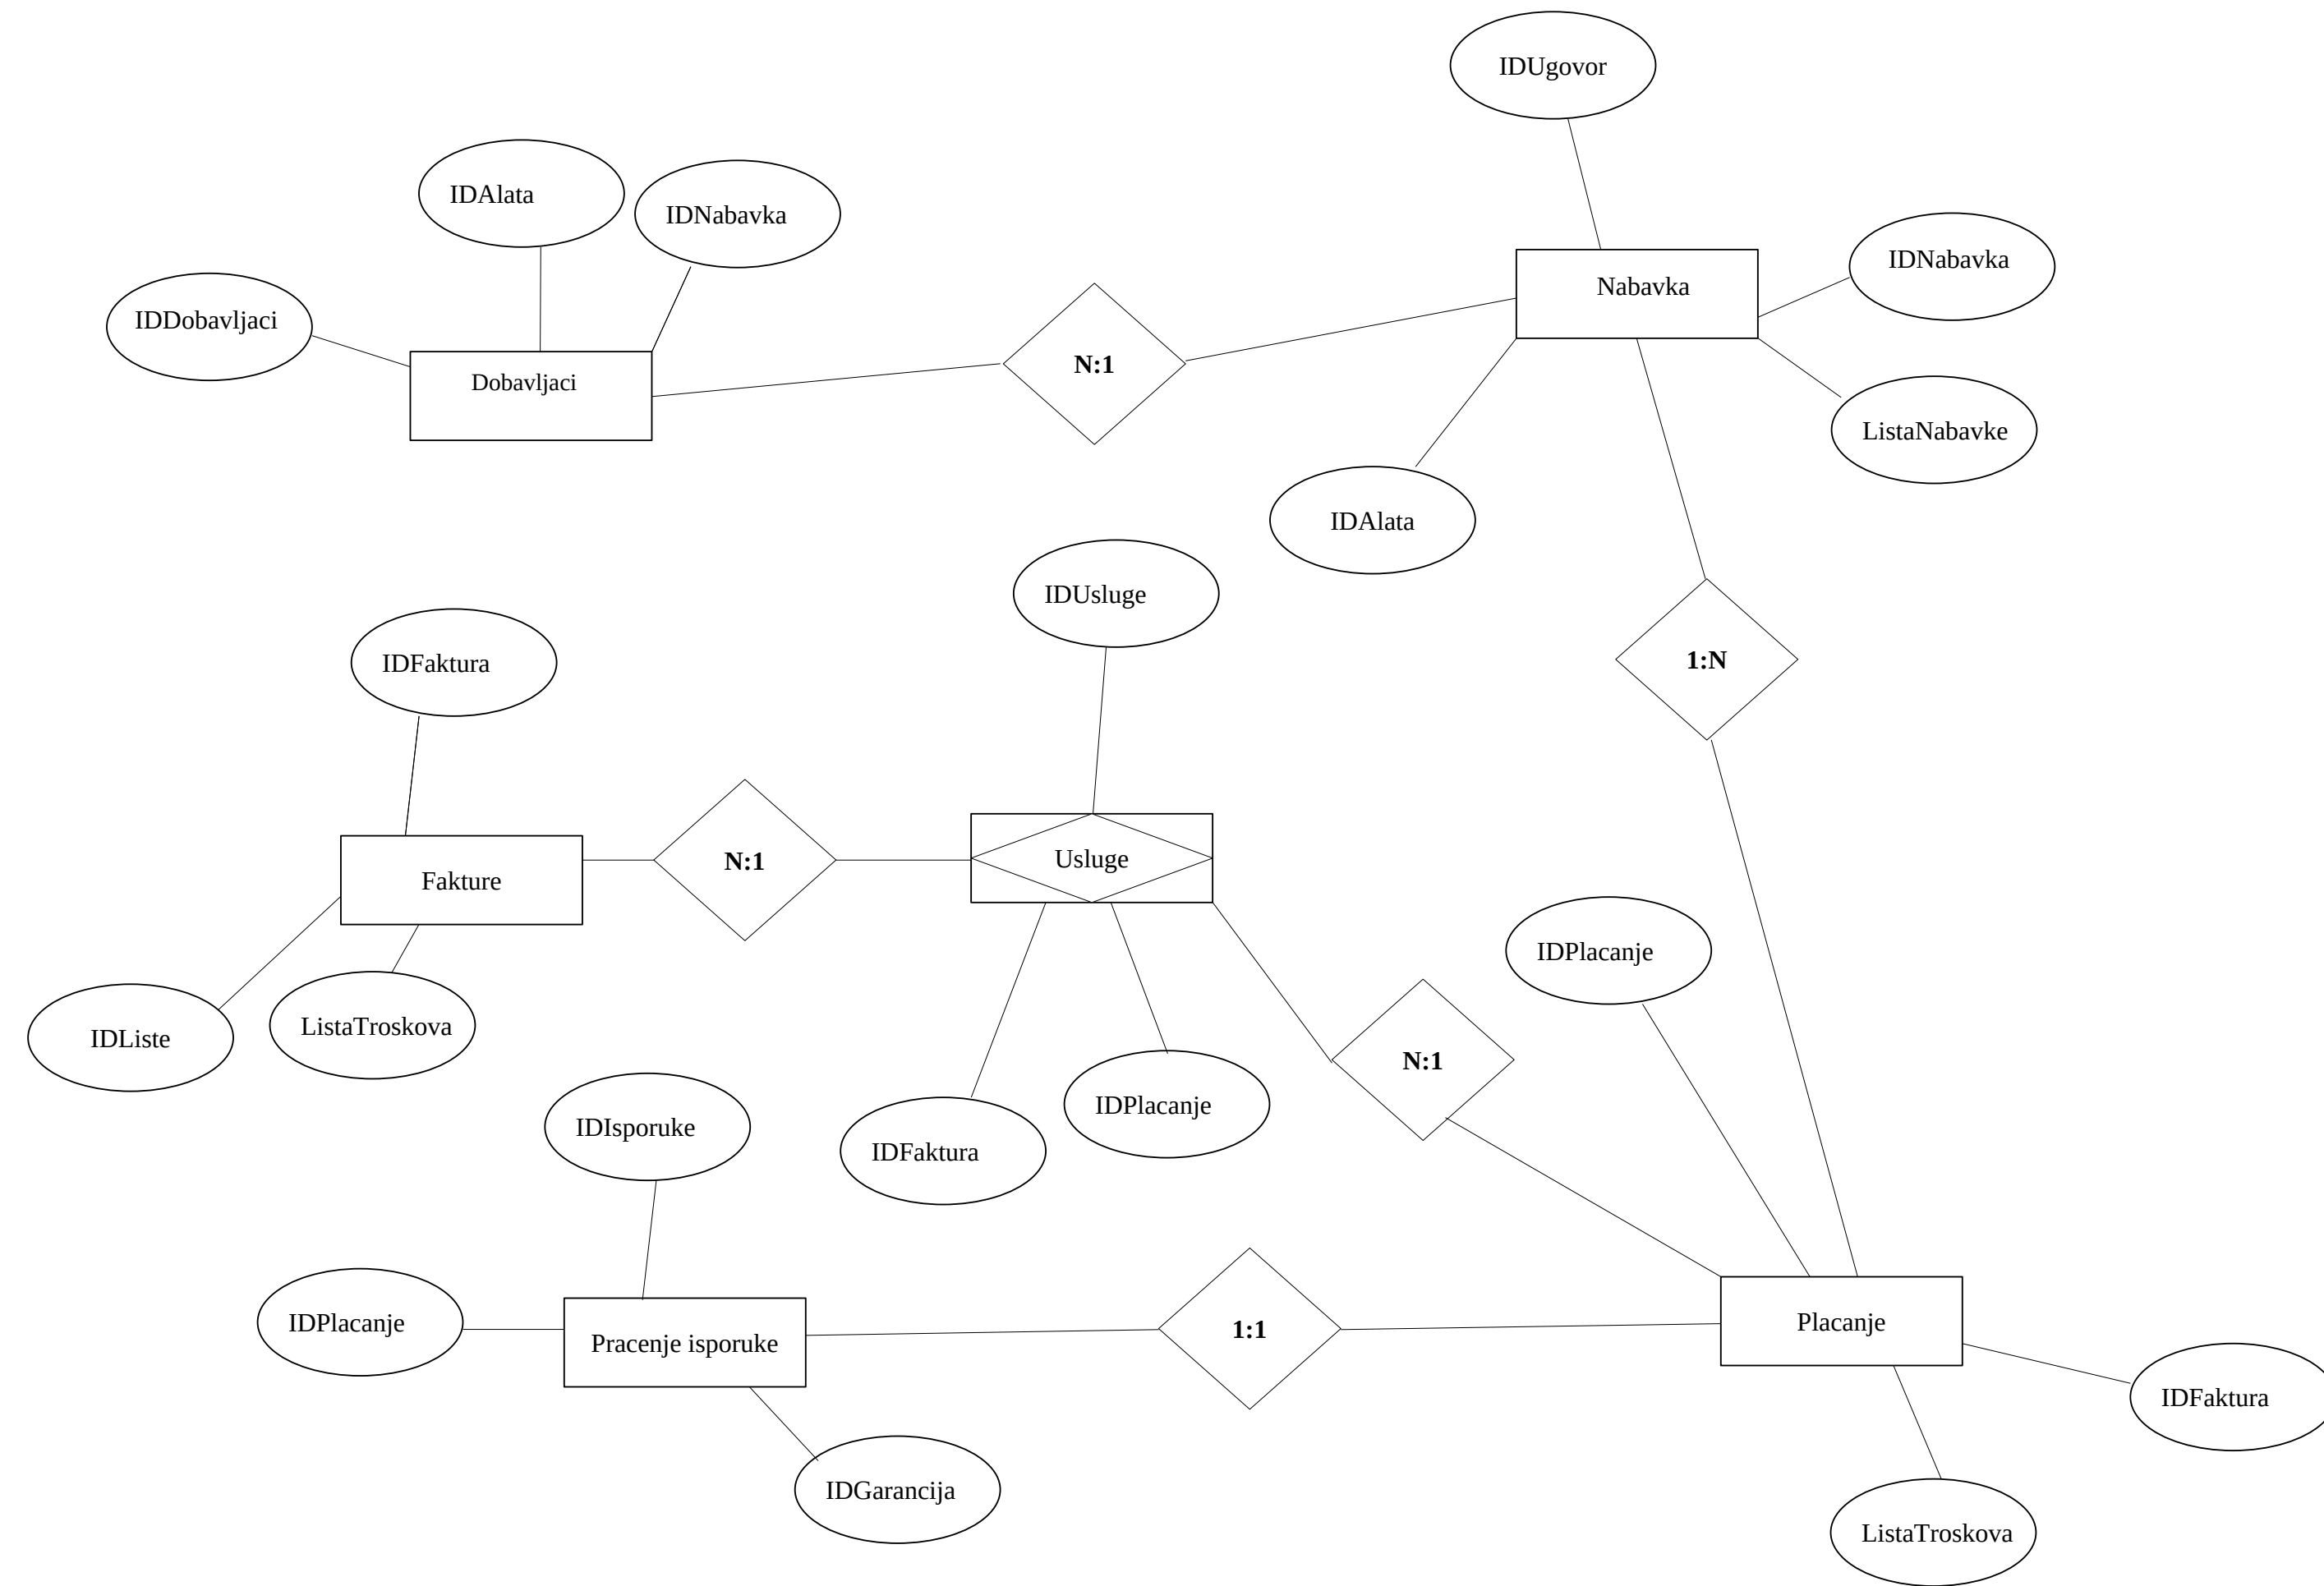 IDUgovor
IDAlata
IDNabavka
IDNabavka
Nabavka
IDDobavljaci
N:1
Dobavljaci
ListaNabavke
IDAlata
IDUsluge
IDFaktura
1:N
N:1
Usluge
Fakture
IDPlacanje
ListaTroskova
IDListe
N:1
IDPlacanje
IDIsporuke
IDFaktura
IDPlacanje
Pracenje isporuke
1:1
Placanje
IDFaktura
IDGarancija
ListaTroskova